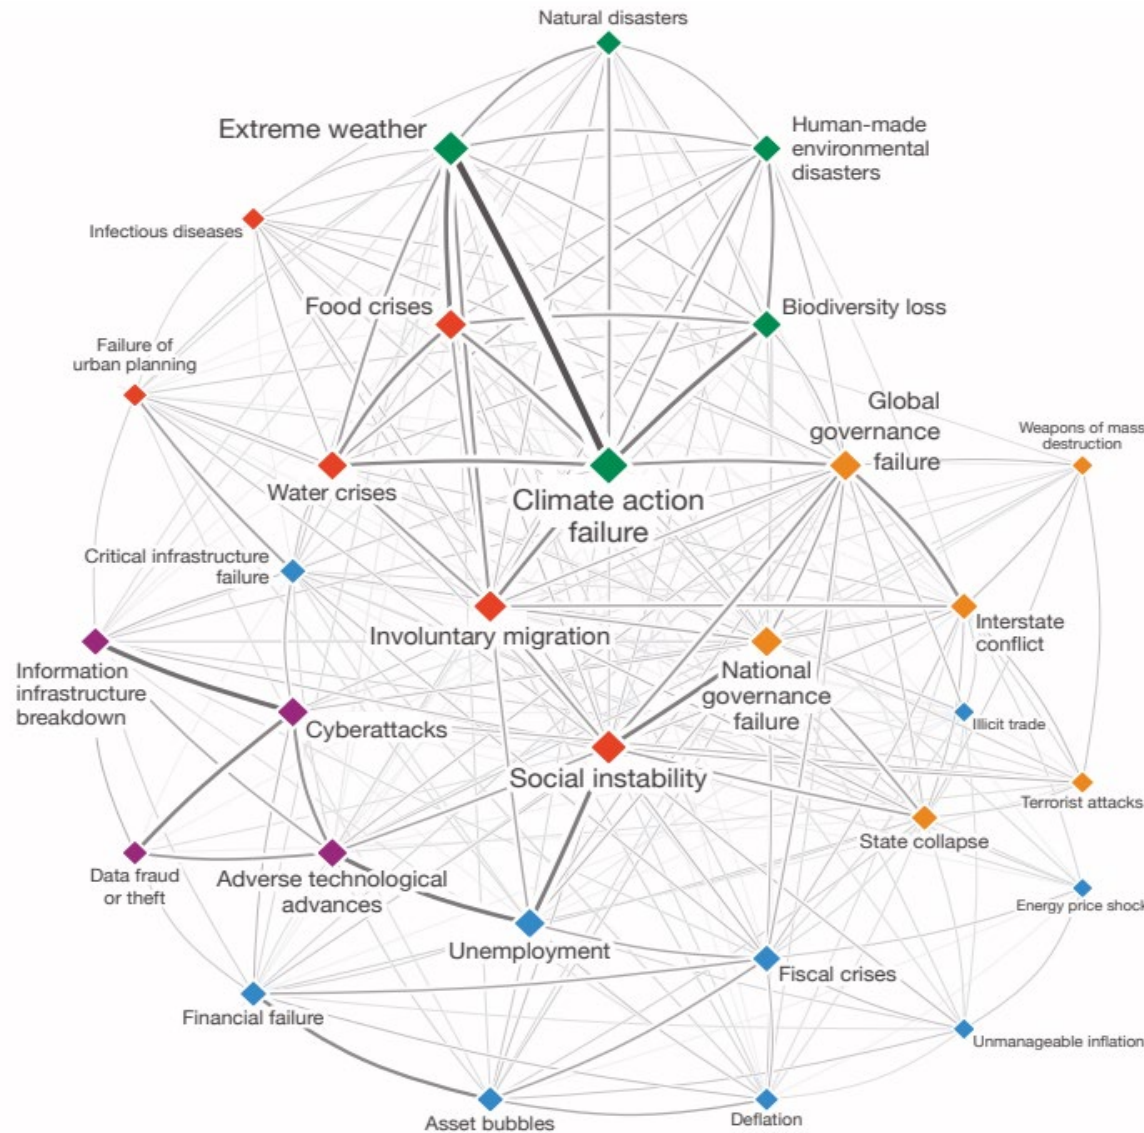 Natural disasters
Extreme weather
Human-made
environmental
disasters
Infectious diseases
Food crises
Biodiversity loss
Failure of
urban planning
Global
governance
failure
Weapons of mass
destruction
Water crises
Climate action
failure
Critical infrastructure
failure
Involuntary migration
Interstate
conflict
Information
infrastructure
breakdown
National
governance
failure
Cyberattacks
Illicit trade
Social instability
Terrorist attacks
State collapse
Data fraud
or theft
Adverse technological
advances
Energy price shock
Unemployment
Fiscal crises
Financial failure
Unmanageable inflation
Asset bubbles
Deflation